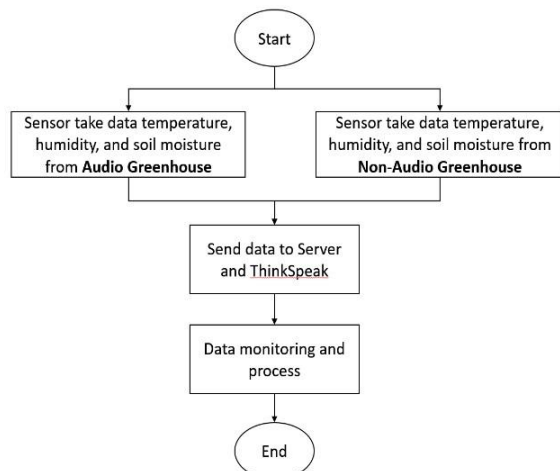 Start
Sensor take data temperature,
humidity, and soil moisture
from Audio Greenhouse
Sensor take data temperature,
humidity, and soil moisture from
Non-Audio Greenhouse
Send data to Server
and ThinkSpeak
Data monitoring and
process
End